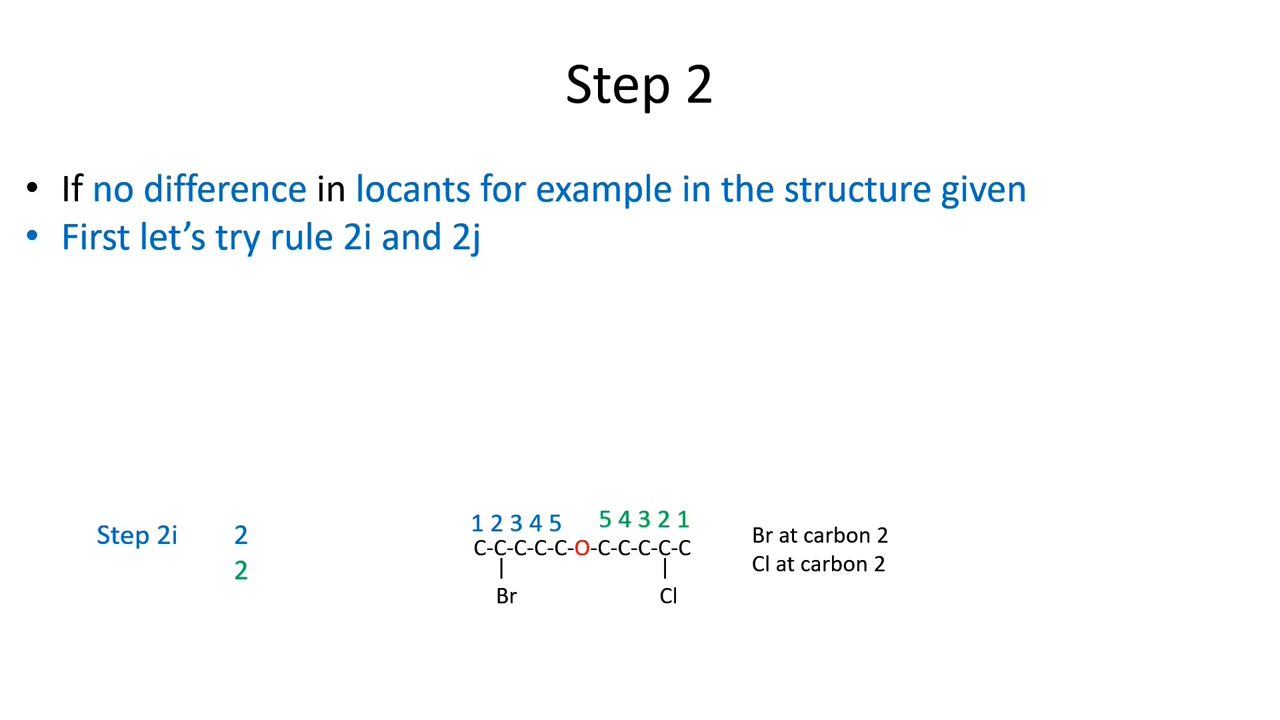 Step 2
• If no difference in locants for example in the structure given
• First let’s try rule 2i and 2j
Step 2i 2
2
1 2 3 4 5 5 4 3 2 1
C-C-C-C-C-O-C-C-C-C-C
| |
Br Cl
Br at carbon 2
Cl at carbon 2